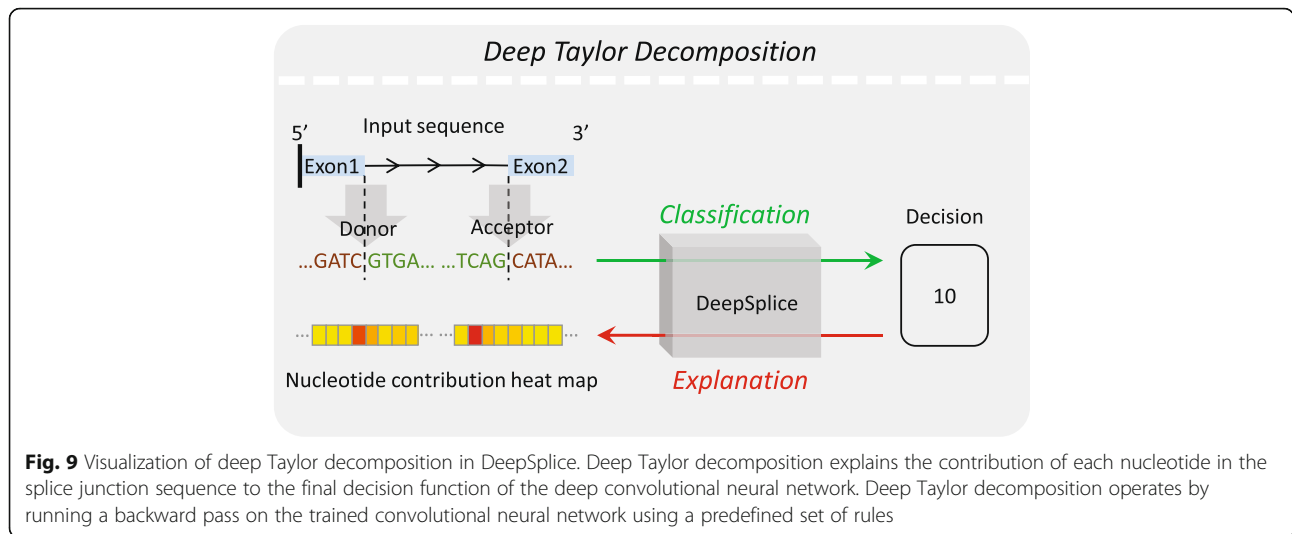 Deep Taylor Decomposition
5′ Input sequence 3′
Exon1 Exon2
Donor Acceptor
...GATC GTGA... ...TCAG CATA...
Nucleotide contribution heat map
Classification
DeepSplice
Explanation
Decision
10
Fig. 9 Visualization of deep Taylor decomposition in DeepSplice. Deep Taylor decomposition explains the contribution of each nucleotide in the
splice junction sequence to the final decision function of the deep convolutional neural network. Deep Taylor decomposition operates by
running a backward pass on the trained convolutional neural network using a predefined set of rules